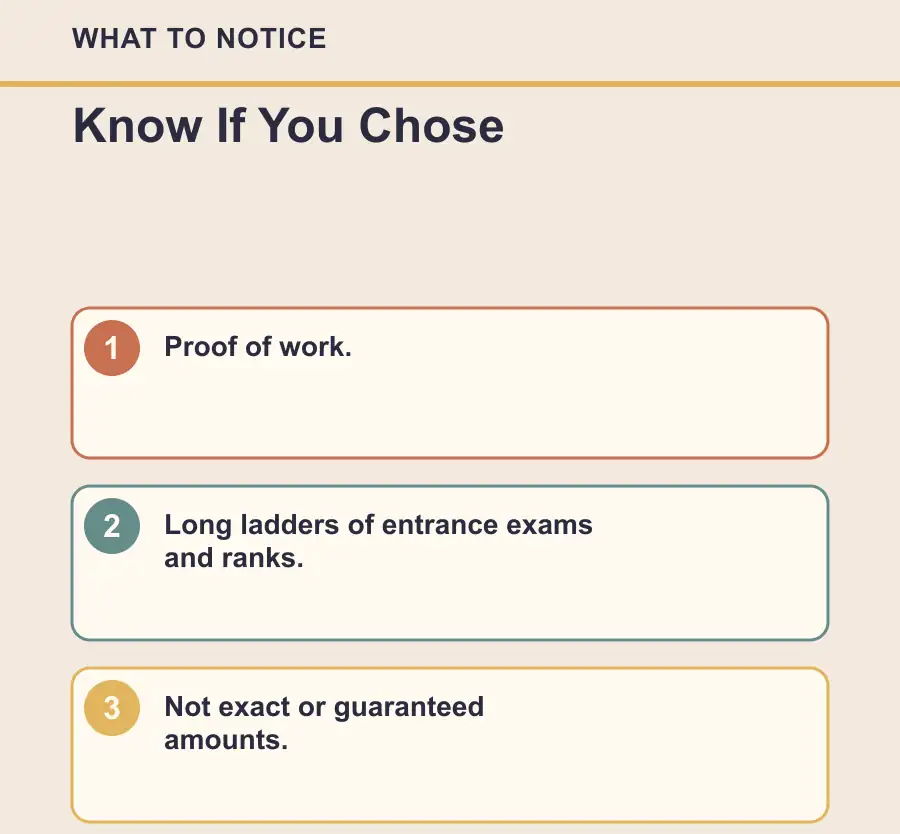 WHAT TO NOTICE
Know If You Chose
1
Proof of work.
2
Long ladders of entrance exams
and ranks.
3
Not exact or guaranteed
amounts.